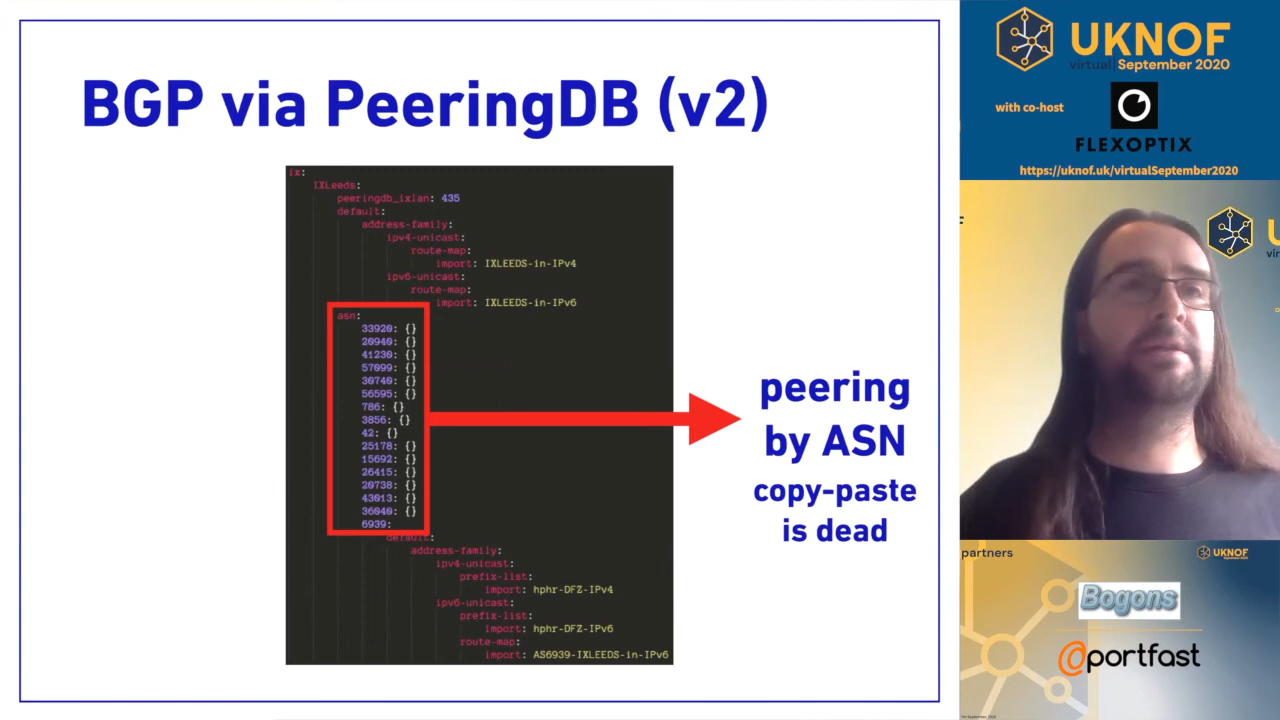 BGP via PeeringDB (v2)
ix:
IXLeeds:
peeringdb_ixlan: 435
default:
address-family:
ipv4-unicast:
route-map:
import: IXLEEDS-in-IPv4
ipv6-unicast:
route-map:
import: IXLEEDS-in-IPv6
asn:
33920: {}
20940: {}
41230: {}
57099: {}
30740: {}
56595: {}
786: {}
3856: {}
42: {}
25178: {}
15692: {}
26415: {}
20738: {}
43013: {}
36040: {}
6939:
default:
address-family:
ipv4-unicast:
prefix-list:
import: hphr-DFZ-IPv4
ipv6-unicast:
prefix-list:
import: hphr-DFZ-IPv6
route-map:
import: AS6939-IXLEEDS-in-IPv6
peering
by ASN
copy-paste
is dead
UKNOF
virtual September 2020
with co-host
FLEXOPTIX
https://uknof.uk/virtualSeptember2020
partners
UKNOF
Bogons
@portfast